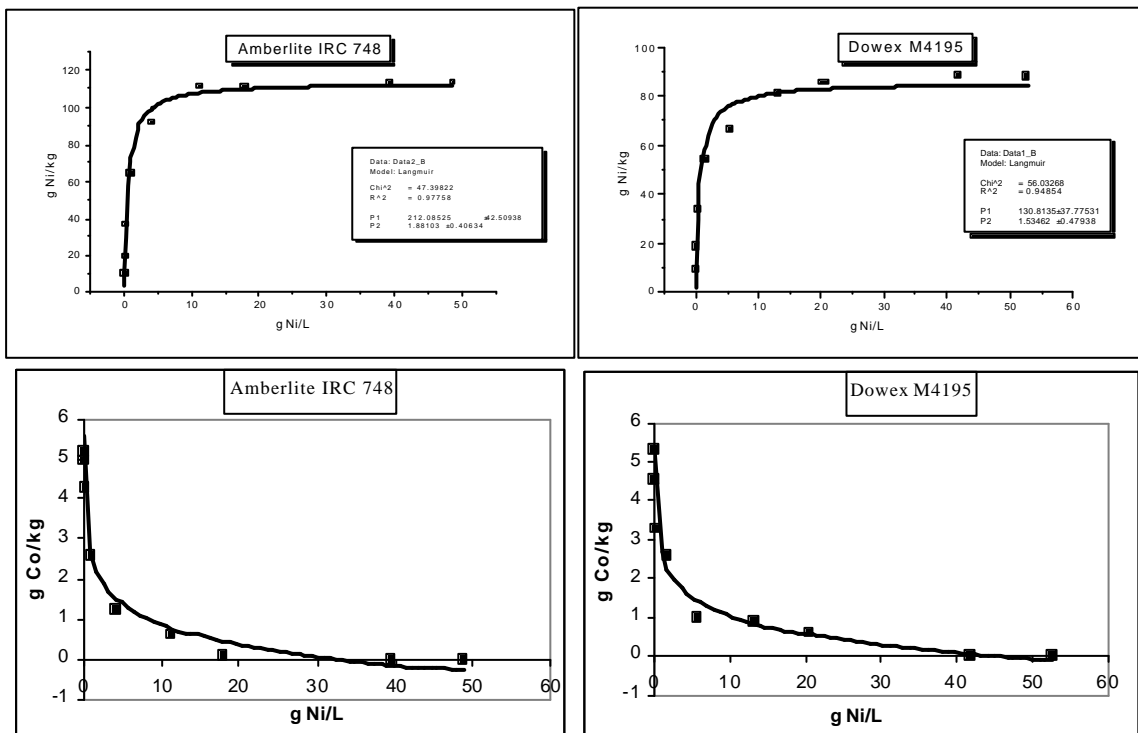 Amberlite IRC 748
120
110
100
90
80
70
60
50
40
30
20
10
0
g Ni/kg
0 10 20 30 40 50
g Ni/L
Data: Data2_B
Model: Langmuir
Chi^2 = 47.39822
R^2 = 0.97758
P1 212.08525 ±42.50938
P2 1.88103 ±0.40634
Dowex M4195
100
80
60
40
20
0
g Ni/kg
0 10 20 30 40 50 60
g Ni/L
Data: Data1_B
Model: Langmuir
Chi^2 = 56.03268
R^2 = 0.94854
P1 130.8135±37.77531
P2 1.53462 ±0.47938
Amberlite IRC 748
6
5
4
3
2
1
0
-1
g Co/kg
0 10 20 30 40 50 60
g Ni/L
Dowex M4195
6
5
4
3
2
1
0
-1
g Co/kg
0 10 20 30 40 50 60
g Ni/L